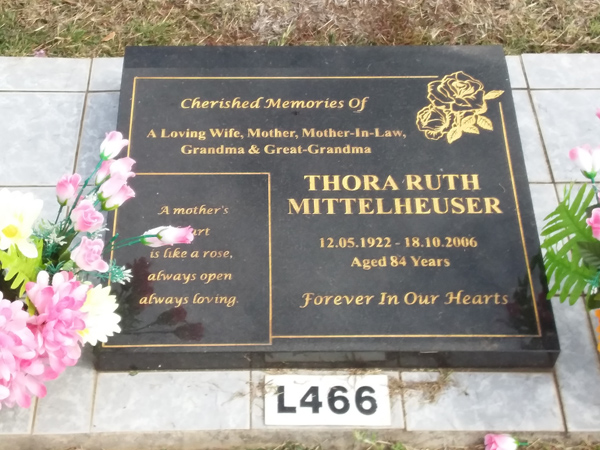 Cherished Memories Of
A Loving Wife, Mother, Mother-In-Law,
Grandma & Great-Grandma
THORA RUTH
MITTELHEUSER
12.05.1922 - 18.10.2006
Aged 84 Years
Forever In Our Hearts
A mother's
is like a rose,
always open
always loving.
L466